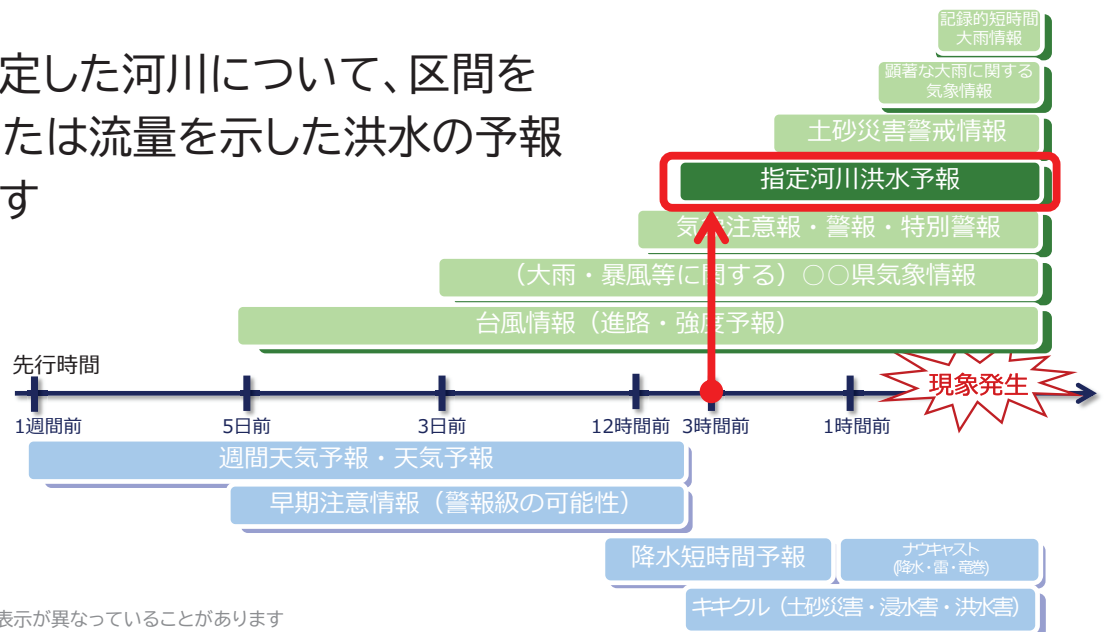 定した河川について、区間を
たは流量を示した洪水の予報
す
記録的短時間
大雨情報
顕著な大雨に関する
気象情報
土砂災害警戒情報
指定河川洪水予報
気象注意報・警報・特別警報
（大雨・暴風等に関する）○○県気象情報
台風情報（進路・強度予報）
先行時間
現象発生
1週間前 5日前 3日前 12時間前 3時間前 1時間前
週間天気予報・天気予報
早期注意情報（警報級の可能性）
降水短時間予報
ナウキャスト
(降水・雷・竜巻)
キキクル（土砂災害・浸水害・洪水害）
表示が異なっていることがあります